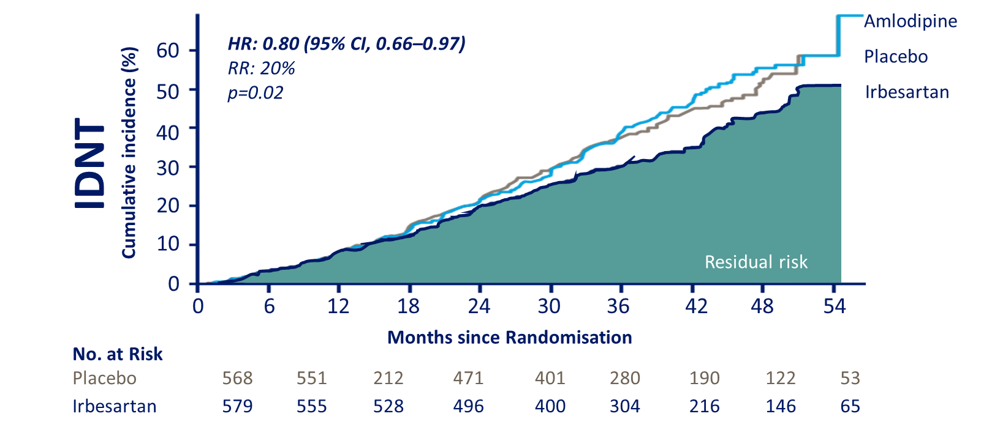 Amlodipine
Placebo
Irbesartan
HR: 0.80 (95% CI, 0.66–0.97)
RR: 20%
p=0.02
IDNT
Cumulative incidence (%)
60
50
40
30
20
10
0
Residual risk
0 6 12 18 24 30 36 42 48 54
Months since Randomisation
No. at Risk
Placebo 568 551 212 471 401 280 190 122 53
Irbesartan 579 555 528 496 400 304 216 146 65